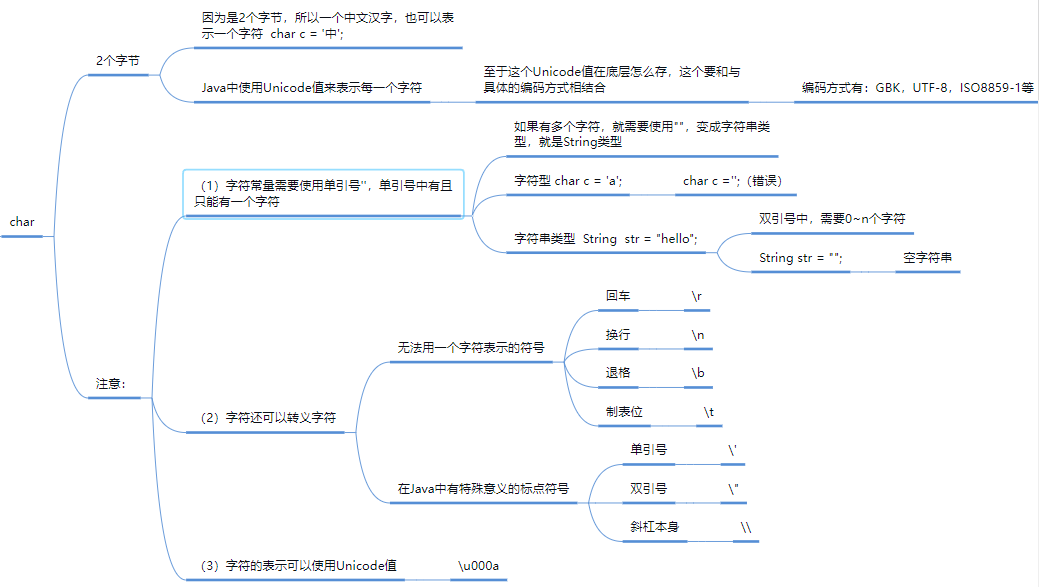 char
2个字节
因为是2个字节，所以一个中文汉字，也可以表
示一个字符  char c = '中';
Java中使用Unicode值来表示每一个字符
至于这个Unicode值在底层怎么存，这个要和与
具体的编码方式相结合
编码方式有：GBK，UTF-8，ISO8859-1等
注意：
（1）字符常量需要使用单引号''，单引号中有且
只能有一个字符
如果有多个字符，就需要使用""，变成字符串类
型，就是String类型
字符型 char c = 'a';
char c ='';（错误）
字符串类型  String  str = "hello";
双引号中，需要0~n个字符
String str = "";
空字符串
（2）字符还可以转义字符
无法用一个字符表示的符号
回车
\r
换行
\n
退格
\b
制表位
\t
在Java中有特殊意义的标点符号
单引号
\'
双引号
\"
斜杠本身
\\
（3）字符的表示可以使用Unicode值
\u000a